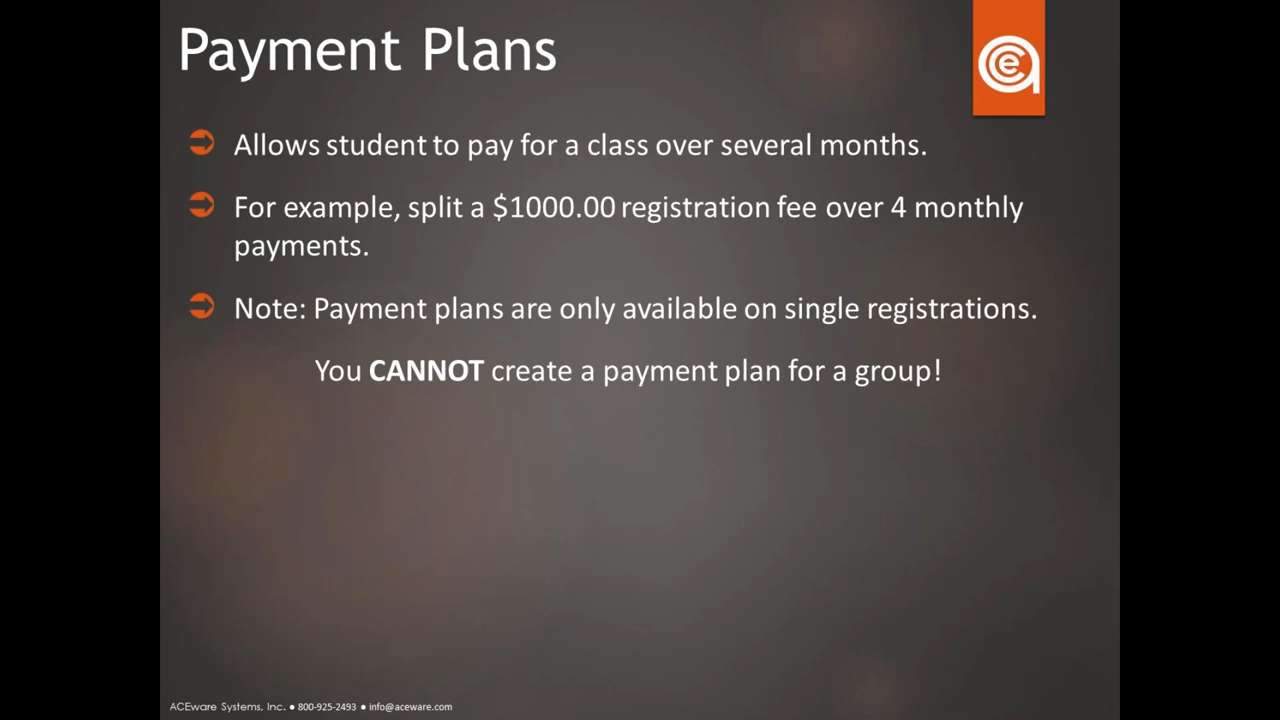 Payment Plans
Allows student to pay for a class over several months.
For example, split a $1000.00 registration fee over 4 monthly
payments.
Note: Payment plans are only available on single registrations.
You CANNOT create a payment plan for a group!
ACEware Systems, Inc. ● 800-925-2493 ● info@aceware.com